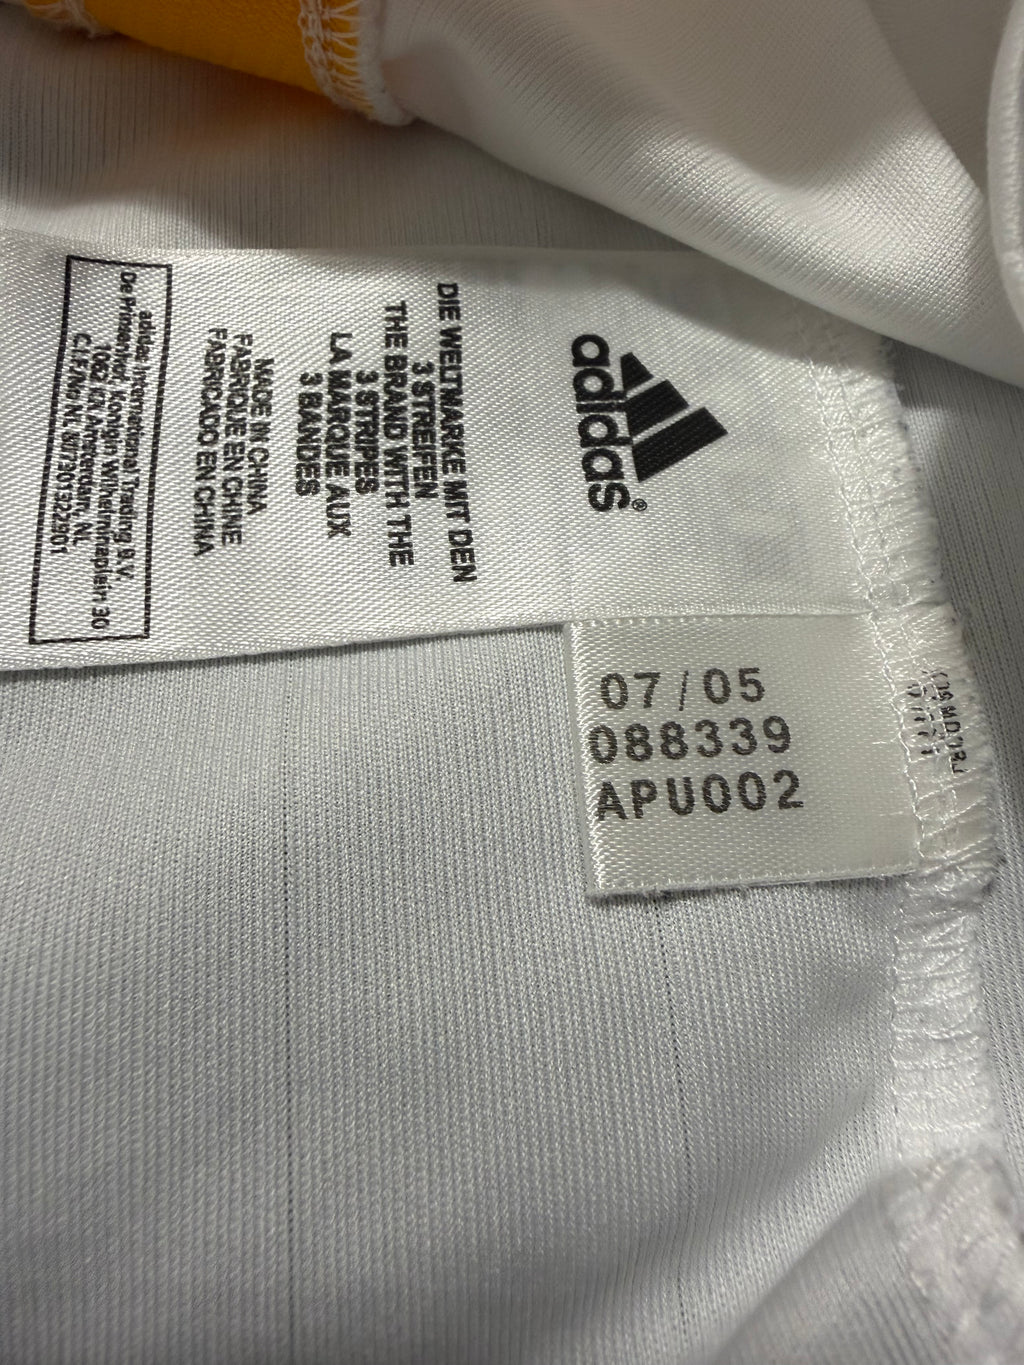 adidas®
DIE WELTMARKE MIT DEN
3 STREIFEN
THE BRAND WITH THE
3 STRIPES
LA MARQUE AUX
3 BANDES
MADE IN CHINA
FABRIQUE EN CHINE
FABRICADO EN CHINA
adidas International Trading B.V.
De Prinsenhof, Konigin Wilhelminaplein 30
1062 KR Amsterdam, NL
07/05
088339
APU002